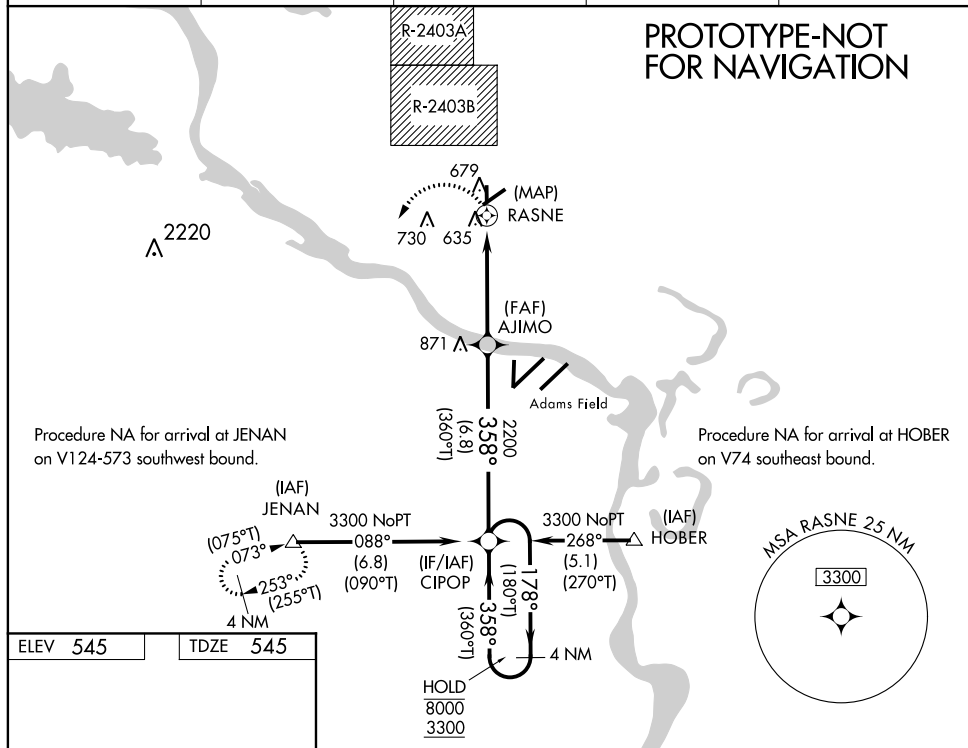 R-2403A
PROTOTYPE-NOT
FOR NAVIGATION
R-2403B
679
(MAP)
RASNE
730
635
2220
(FAF)
AJIMO
871
Adams Field
2200
358°
(6.8)
(360°T)
Procedure NA for arrival at JENAN
on V124-573 southwest bound.
Procedure NA for arrival at HOBER
on V74 southeast bound.
(IAF)
JENAN
3300 NoPT
088°
(6.8)
(090°T)
(IF/IAF)
CIPOP
3300 NoPT
268°
(5.1)
(270°T)
(IAF)
HOBER
(075°T)
073°
253°
(255°T)
4 NM
178°
(180°T)
358°
(360°T)
4 NM
HOLD
8000
3300
MSA RASNE 25 NM
3300
ELEV 545
TDZE 545